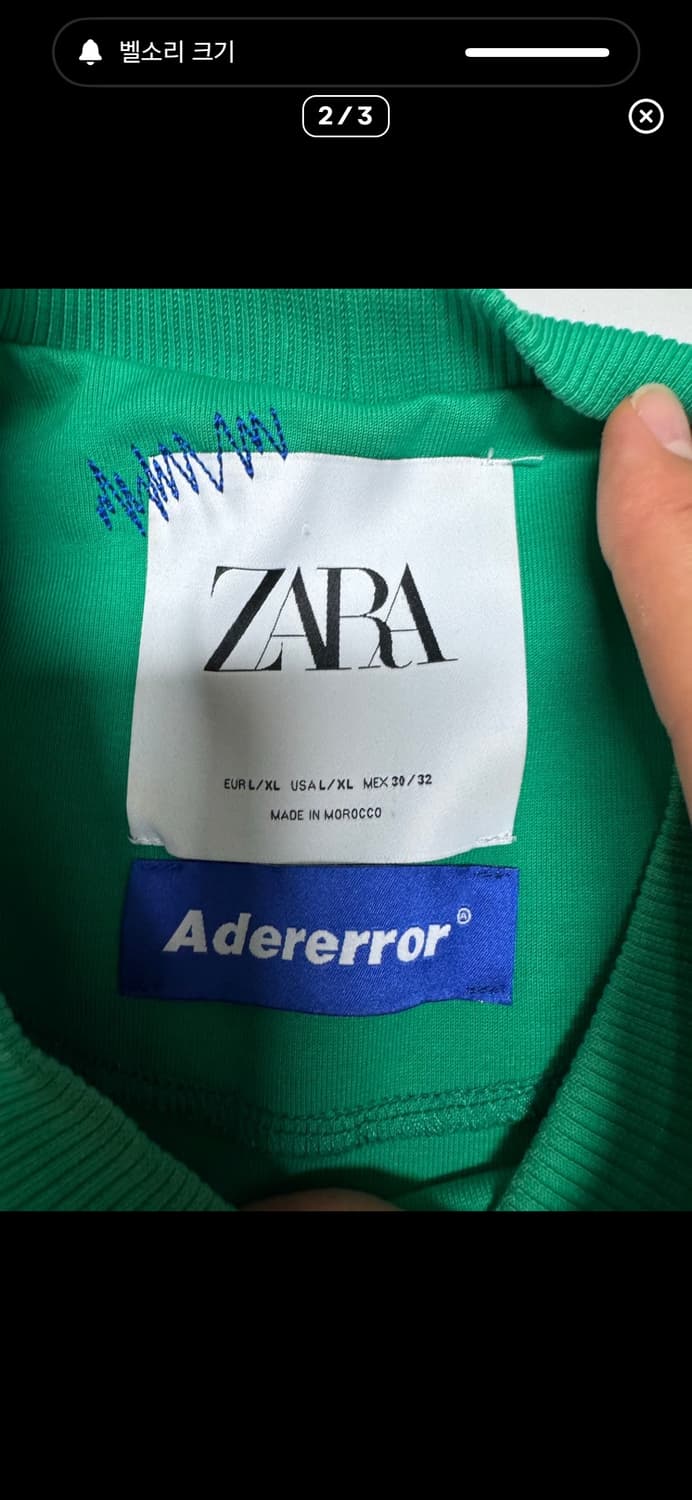 벨소리 크기
2/3
ZARA
EUR L/XL USA L/XL MEX 30/32
MADE IN MOROCCO
Adererror